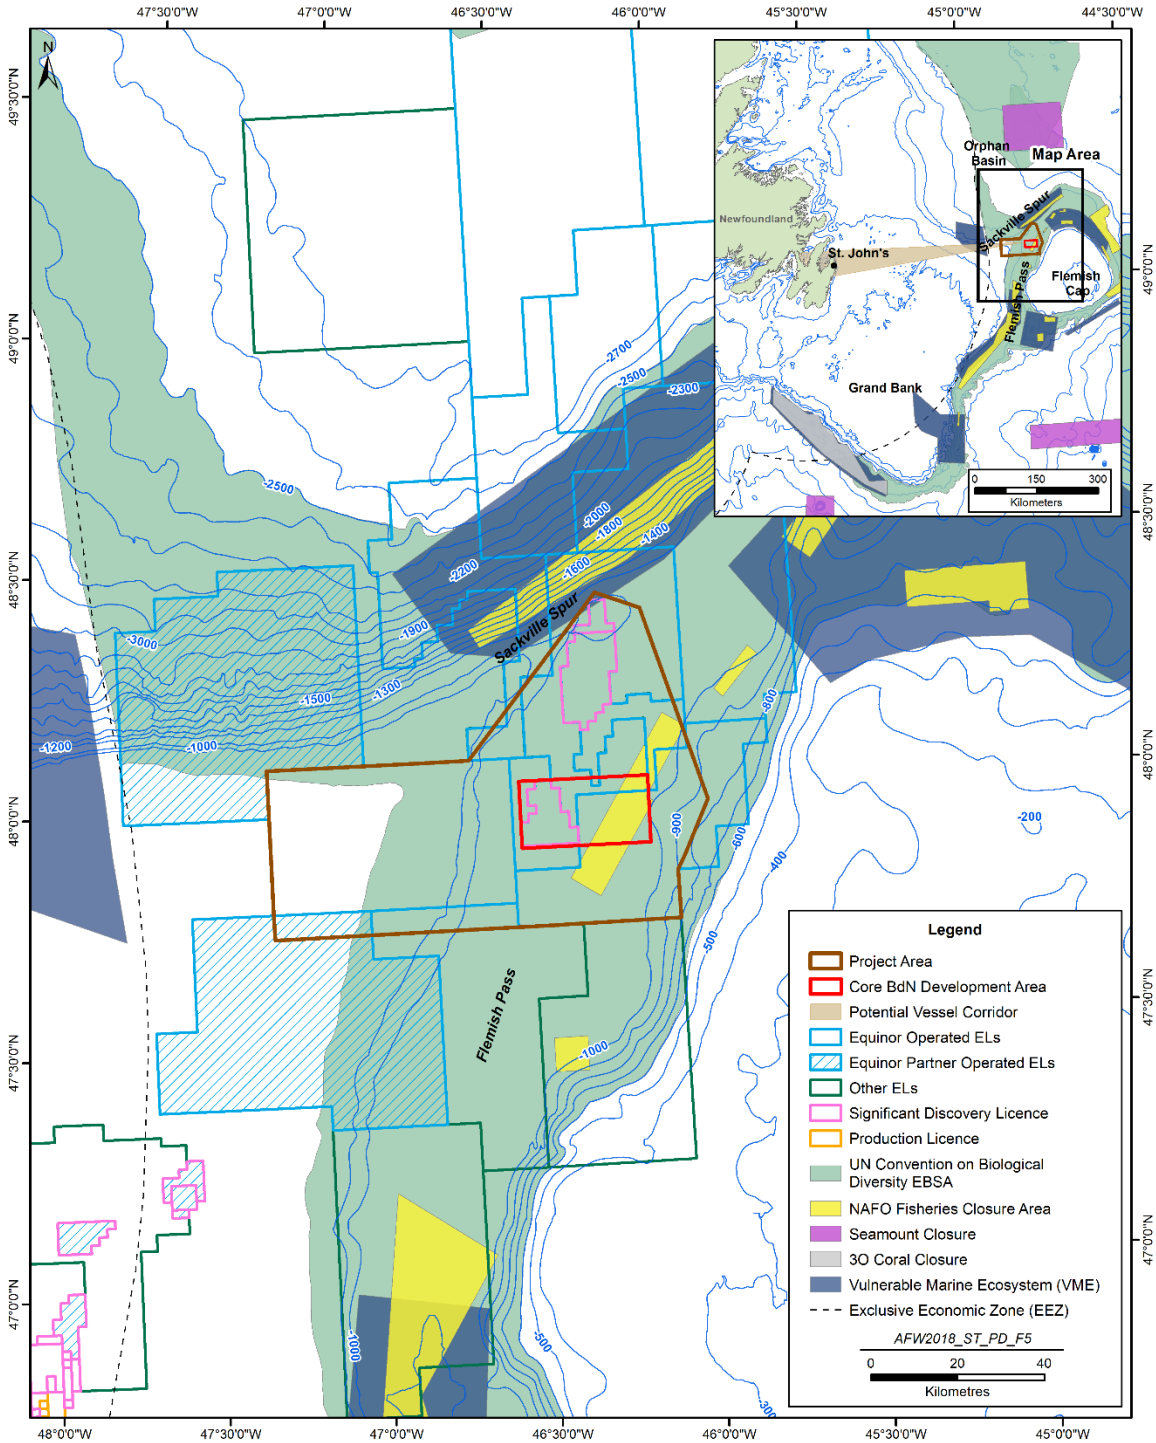 47°30'0"W
47°0'0"W
46°30'0"W
46°0'0"W
45°30'0"W
45°0'0"W
44°30'0"W
N
49°30'0"N
49°0'0"N
48°30'0"N
48°0'0"N
47°30'0"N
47°0'0"N
Orphan
Basin
Map Area
Newfoundland
St. John's
Sackville Spur
Flemish Pass
Flemish
Cap
Grand Bank
0 150 300
Kilometers
49°0'0"N
48°30'0"N
48°0'0"N
47°30'0"N
47°0'0"N
-2700
-2500
-2300
-2500
-2000
-1800
-1400
-1600
-2200
-1900
-3000
-1500
-1300
-1200
-1000
Sackville Spur
-800
-900
-600
-400
-200
-500
Flemish Pass
-1000
-1000
-500
-300
Legend
Project Area
Core BdN Development Area
Potential Vessel Corridor
Equinor Operated ELs
Equinor Partner Operated ELs
Other ELs
Significant Discovery Licence
Production Licence
UN Convention on Biological
Diversity EBSA
NAFO Fisheries Closure Area
Seamount Closure
3O Coral Closure
Vulnerable Marine Ecosystem (VME)
Exclusive Economic Zone (EEZ)
AFW2018_ST_PD_F5
0 20 40
Kilometres
48°0'0"W
47°30'0"W
47°0'0"W
46°30'0"W
46°0'0"W
45°30'0"W
45°0'0"W